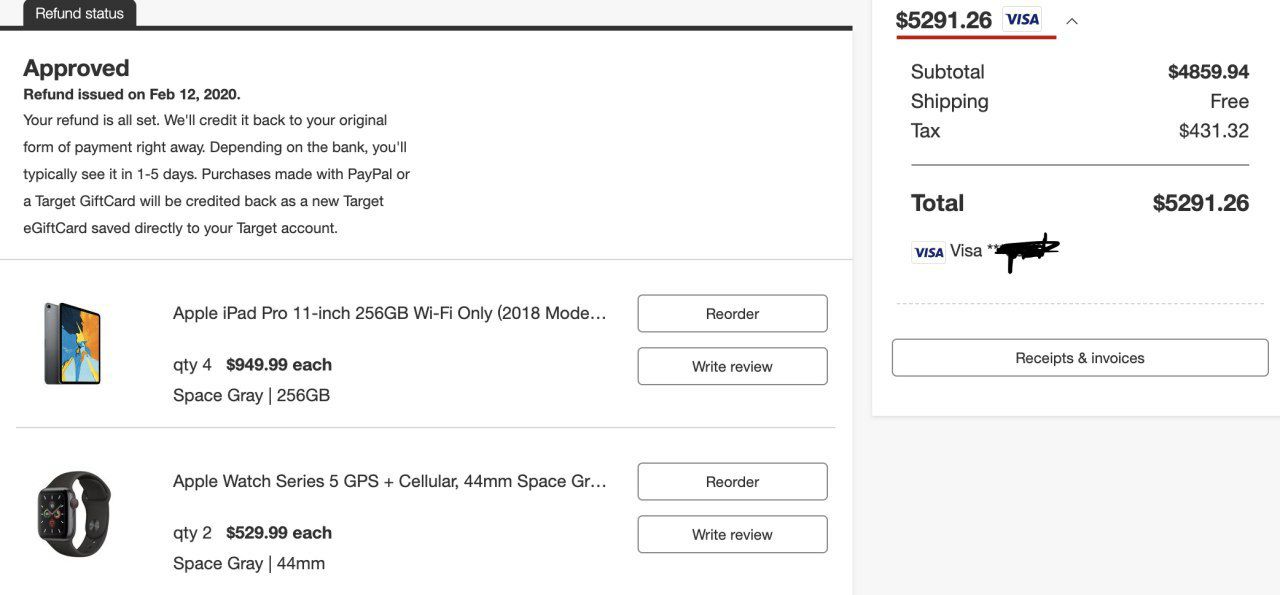 Refund status
Approved
Refund issued on Feb 12, 2020.
Your refund is all set. We'll credit it back to your original
form of payment right away. Depending on the bank, you'll
typically see it in 1-5 days. Purchases made with PayPal or
a Target GiftCard will be credited back as a new Target
eGiftCard saved directly to your Target account.
Apple iPad Pro 11-inch 256GB Wi-Fi Only (2018 Mode...
qty 4 $949.99 each
Space Gray | 256GB
Reorder
Write review
Apple Watch Series 5 GPS + Cellular, 44mm Space Gr...
qty 2 $529.99 each
Space Gray | 44mm
Reorder
Write review
$5291.26 VISA
Subtotal $4859.94
Shipping Free
Tax $431.32
Total $5291.26
VISA Visa **
Receipts & invoices